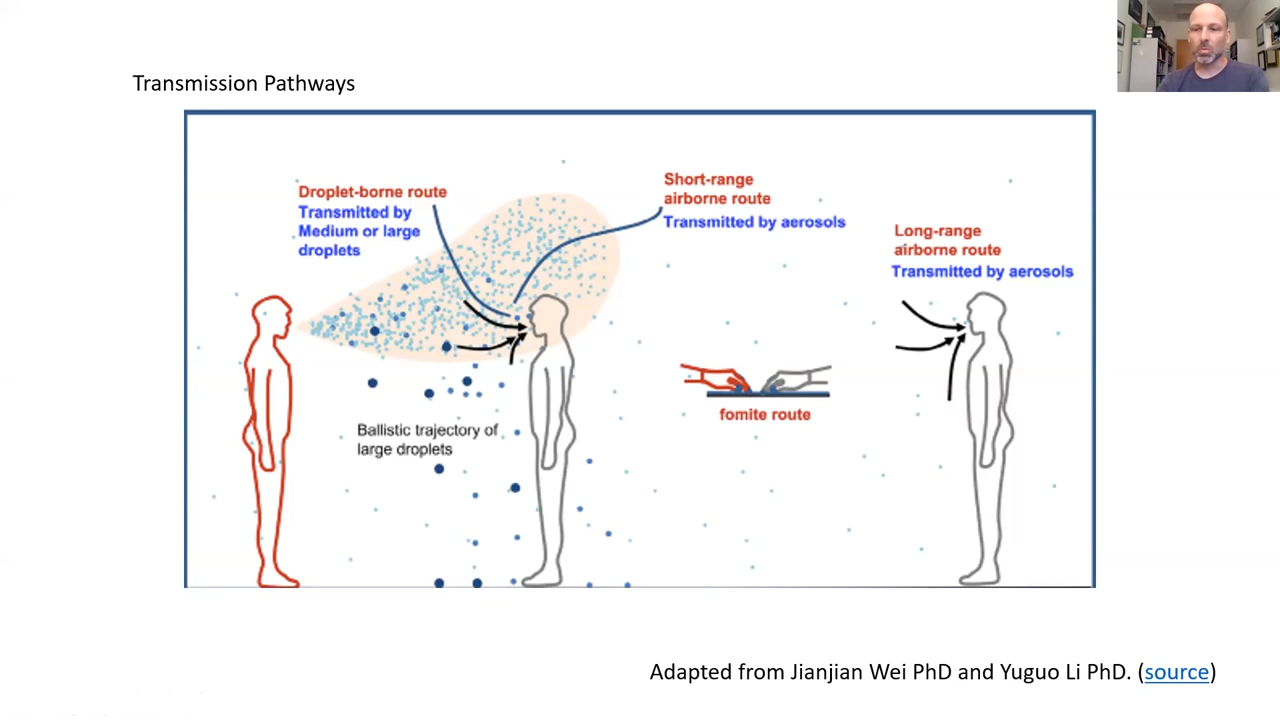 Transmission Pathways
Droplet-borne route
Transmitted by
Medium or large
droplets
Short-range
airborne route
Transmitted by aerosols
Long-range
airborne route
Transmitted by aerosols
fomite route
Ballistic trajectory of
large droplets
Adapted from Jianjian Wei PhD and Yuguo Li PhD. (source)